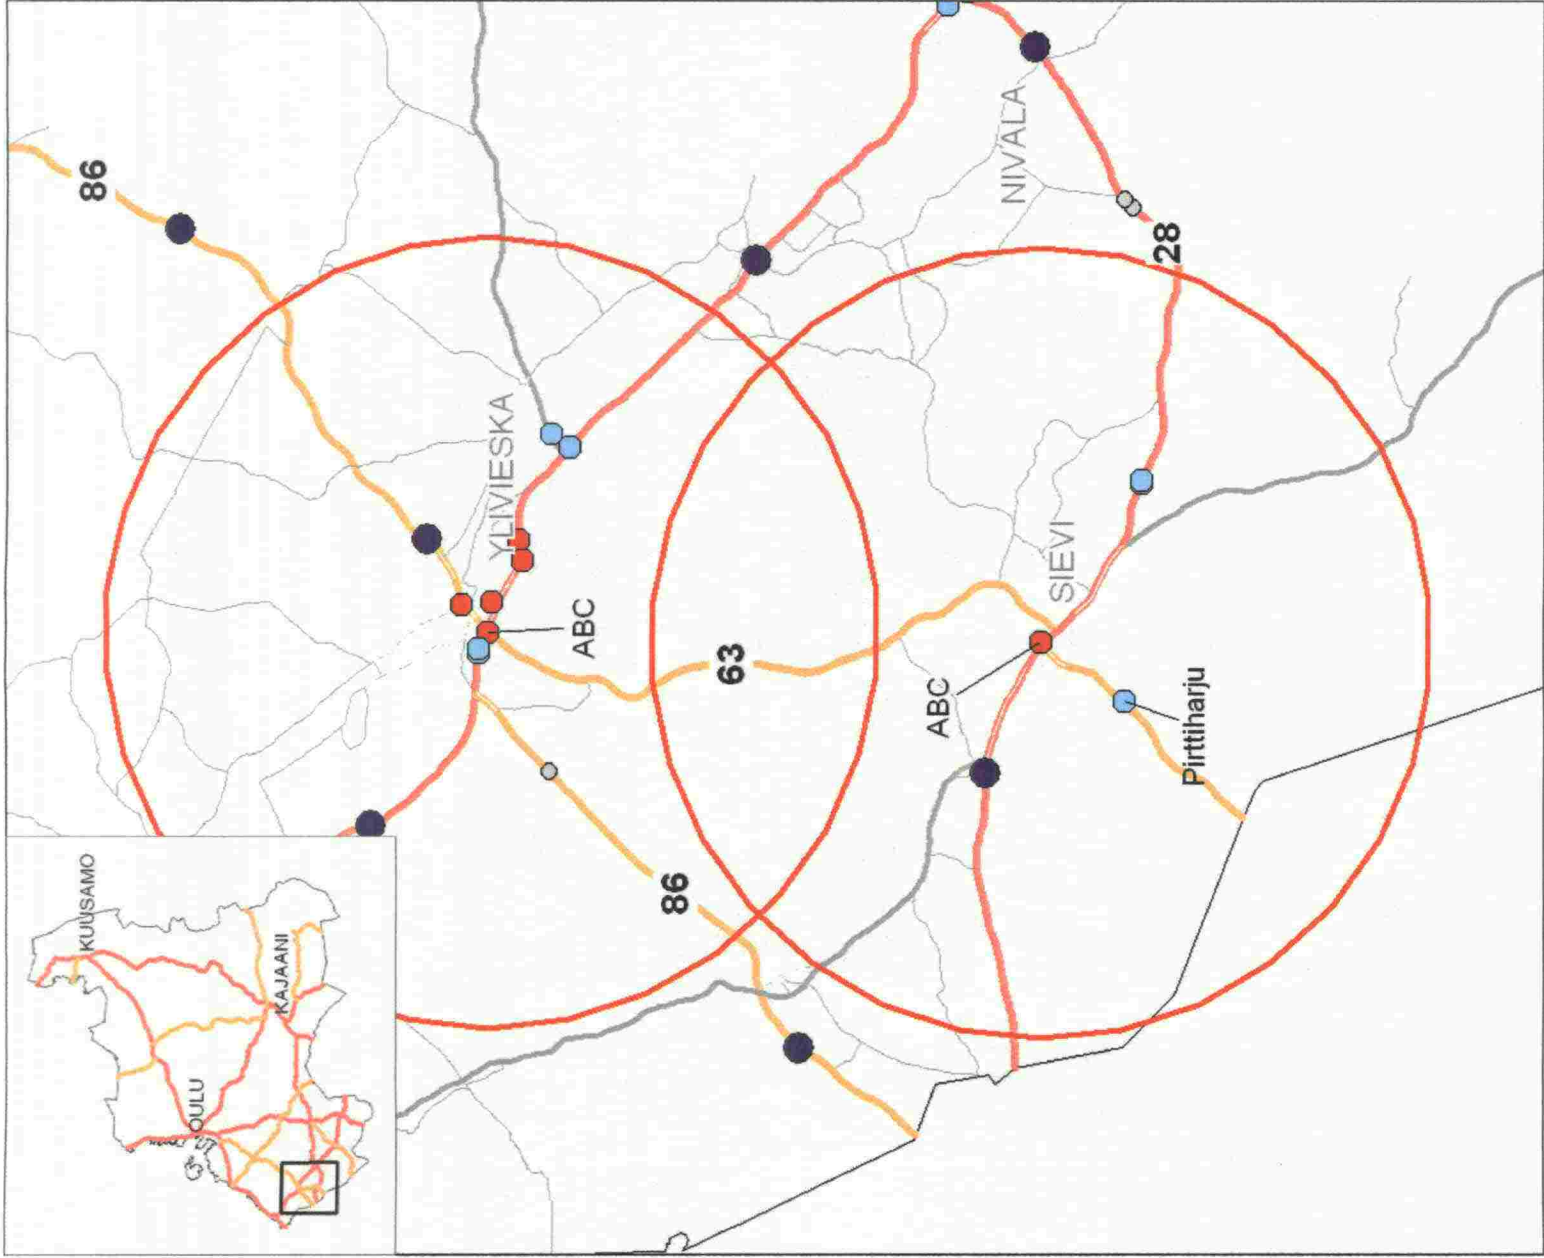 KUUSAMO
OULU
KAJAANI
86
YLIVIESKA
ABC
NIVALA
63
86
28
SIEVI
ABC
Pirttiharju